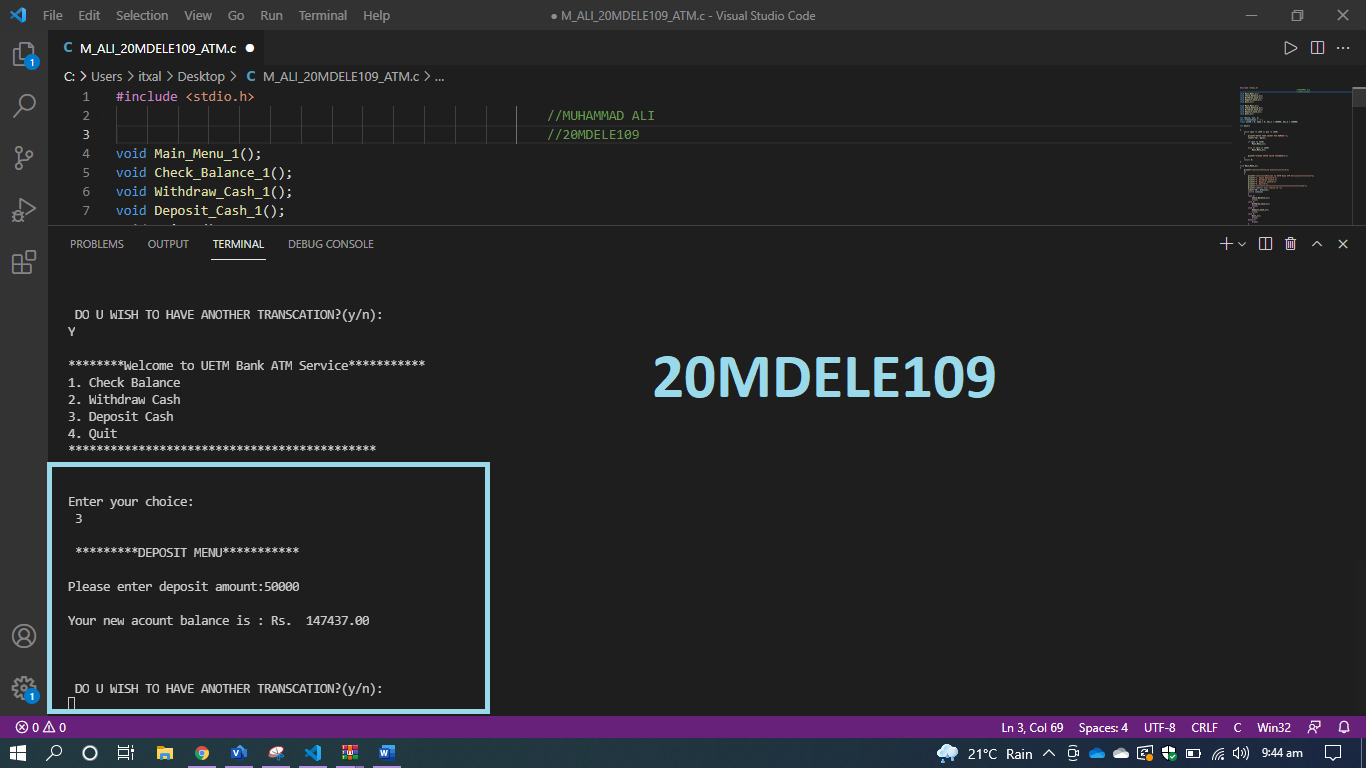 File Edit Selection View Go Run Terminal Help
● M_ALI_20MDELE109_ATM.c - Visual Studio Code
C M_ALI_20MDELE109_ATM.c ●
C: > Users > itxal > Desktop > C M_ALI_20MDELE109_ATM.c > ...
1 #include <stdio.h>
2 //MUHAMMAD ALI
3 //20MDELE109
4 void Main_Menu_1();
5 void Check_Balance_1();
6 void Withdraw_Cash_1();
7 void Deposit_Cash_1();
PROBLEMS OUTPUT TERMINAL DEBUG CONSOLE
DO U WISH TO HAVE ANOTHER TRANSCATION?(y/n):
Y
********Welcome to UETM Bank ATM Service***********
1. Check Balance
2. Withdraw Cash
3. Deposit Cash
4. Quit
********************************************
20MDELE109
Enter your choice:
3
*********DEPOSIT MENU***********
Please enter deposit amount:50000
Your new acount balance is : Rs.  147437.00
DO U WISH TO HAVE ANOTHER TRANSCATION?(y/n):
1
1
0 0
Ln 3, Col 69 Spaces: 4 UTF-8 CRLF C Win32
21°C Rain 9:44 am